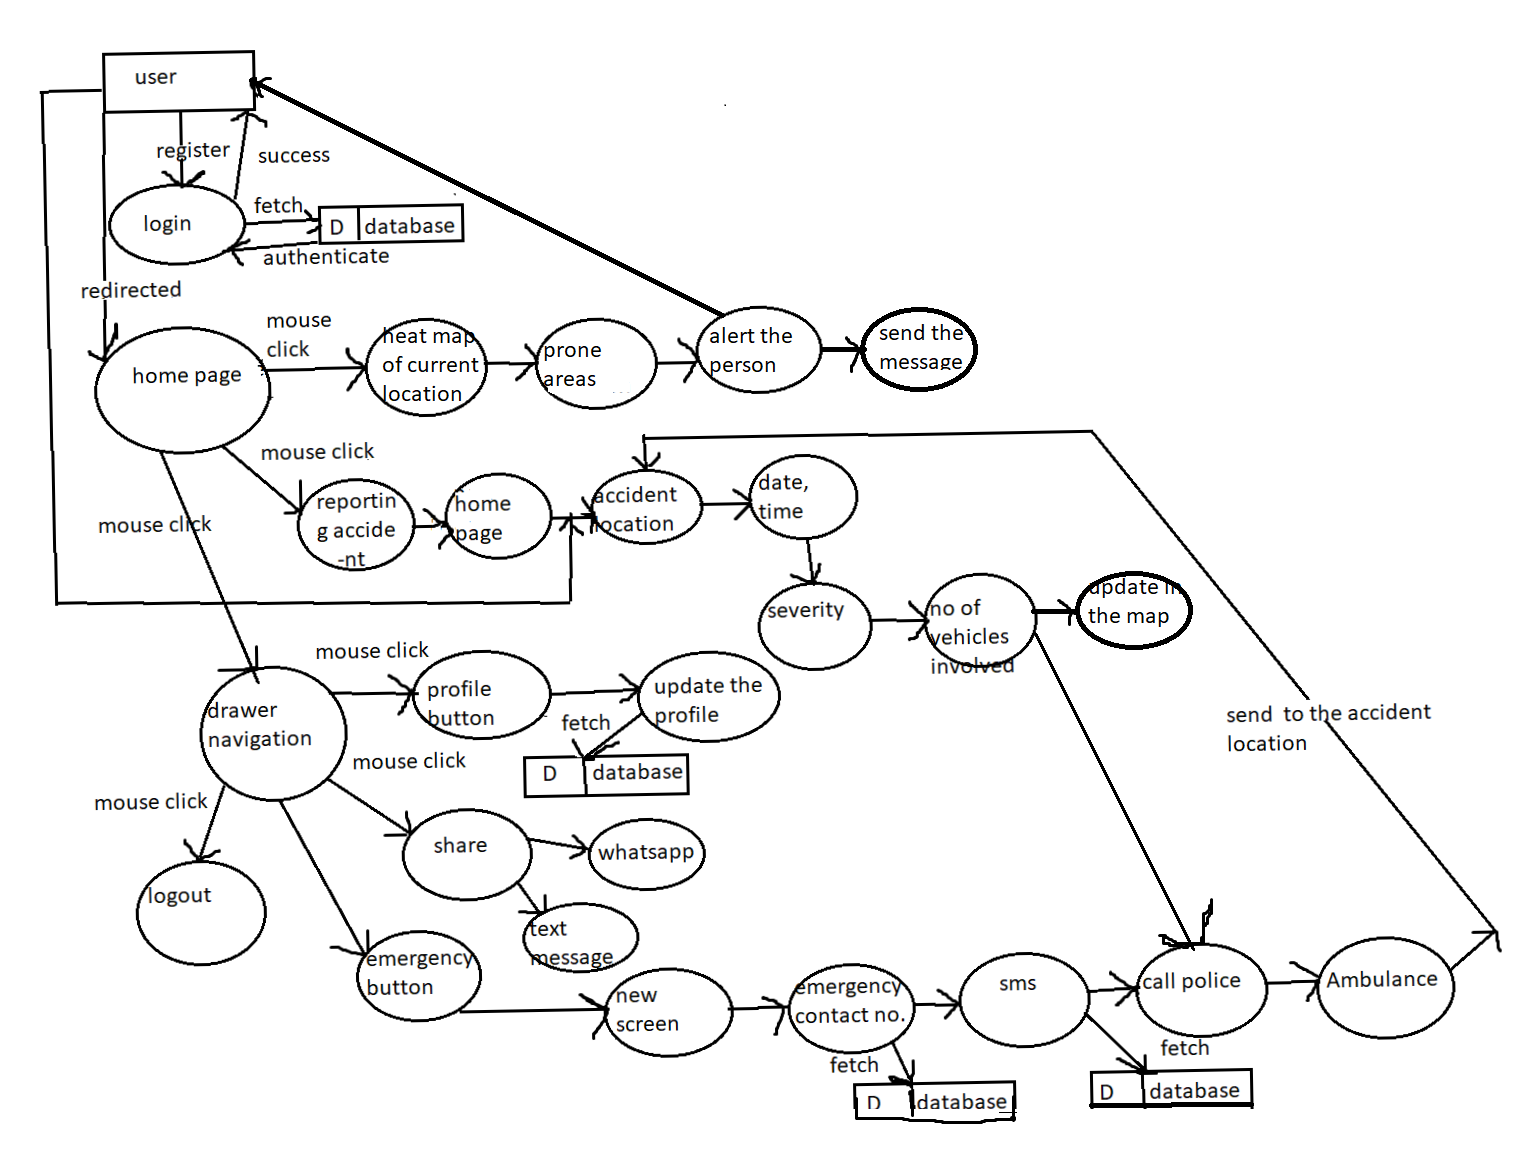 user
register
success
login
fetch
D
database
authenticate
redirected
home page
mouse
click
heat map
of current
location
prone
areas
alert the
person
send the
message
mouse click
reportin
g accide
-nt
home
page
accident
location
date,
time
mouse click
severity
no of
vehicles
involved
update in
the map
mouse click
drawer
navigation
profile
button
update the
profile
fetch
D
database
send  to the accident
location
mouse click
mouse click
share
whatsapp
logout
text
message
emergency
button
new
screen
emergency
contact no.
sms
call police
Ambulance
fetch
D
database
fetch
D
database